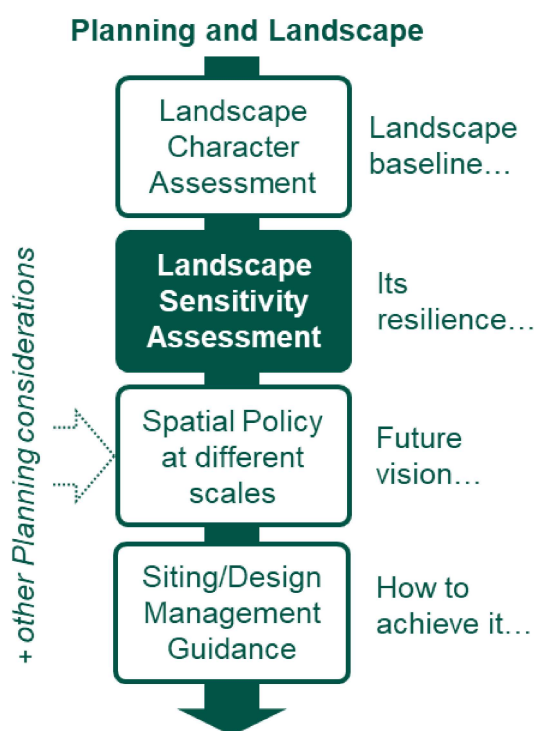 Planning and Landscape
Landscape
Character
Assessment
Landscape
baseline…
Landscape
Sensitivity
Assessment
Its
resilience…
+ other Planning considerations
Spatial Policy
at different
scales
Future
vision…
Siting/Design
Management
Guidance
How to
achieve it…